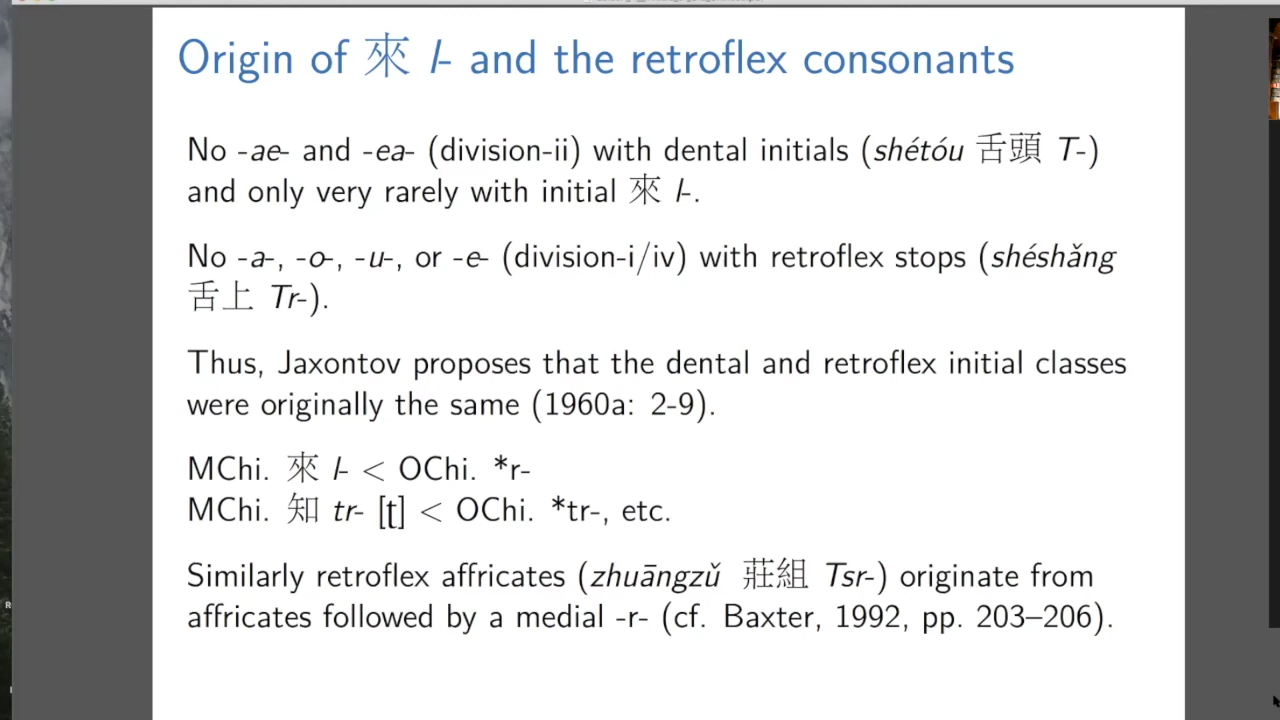 Origin of 來 l- and the retroflex consonants
No -ae- and -ea- (division-ii) with dental initials (shétóu 舌頭 T-)
and only very rarely with initial 來 l-.
No -a-, -o-, -u-, or -e- (division-i/iv) with retroflex stops (shéshǎng
舌上 Tr-).
Thus, Jaxontov proposes that the dental and retroflex initial classes
were originally the same (1960a: 2-9).
MChi. 來 l- < OChi. *r-
MChi. 知 tr- [ʈ] < OChi. *tr-, etc.
Similarly retroflex affricates (zhuāngzǔ 莊組 Tsr-) originate from
affricates followed by a medial -r- (cf. Baxter, 1992, pp. 203–206).